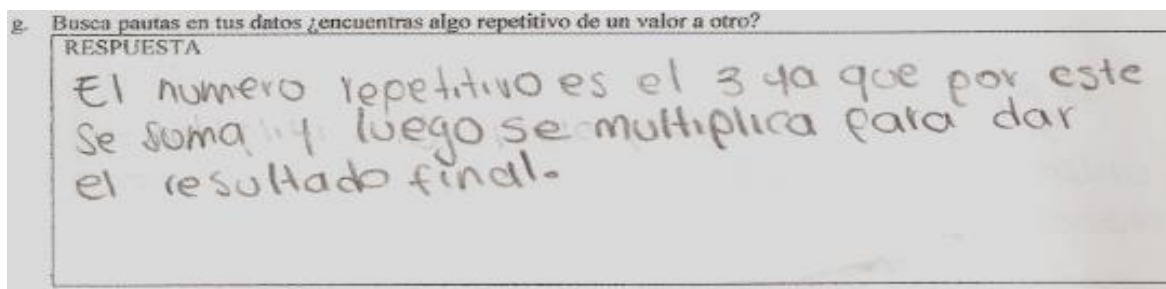 g. Busca pautas en tus datos ¿encuentras algo repetitivo de un valor a otro?
RESPUESTA
El numero repetitivo es el 3 ya que por este
se suma y luego se multiplica para dar
el resultado final.